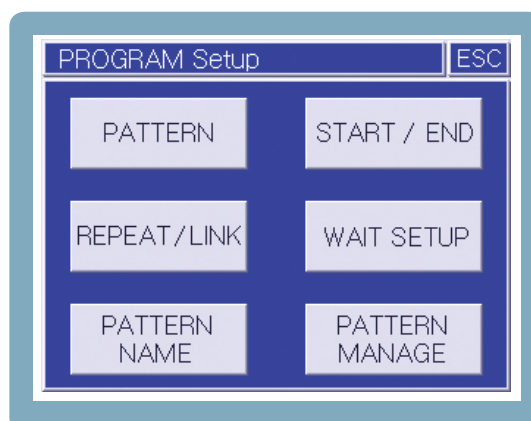 PROGRAM Setup ESC
PATTERN START / END
REPEAT/LINK WAIT SETUP
PATTERN NAME
PATTERN MANAGE